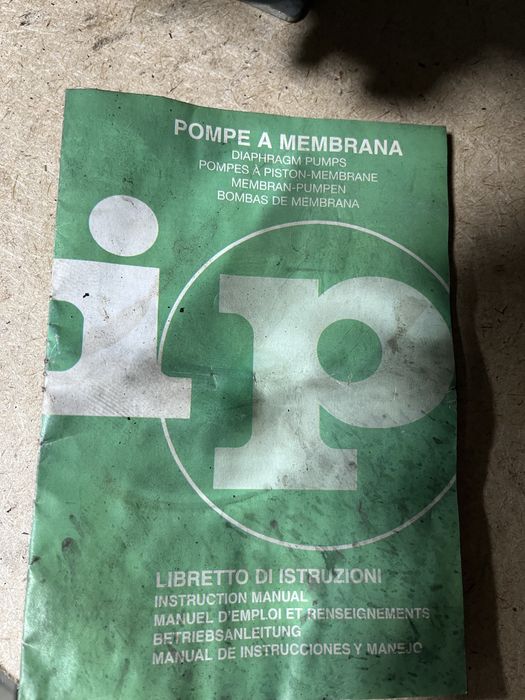 POMPE A MEMBRANA
DIAPHRAGM PUMPS
POMPES À PISTON-MEMBRANE
MEMBRAN-PUMPEN
BOMBAS DE MEMBRANA
ip
LIBRETTO DI ISTRUZIONI
INSTRUCTION MANUAL
MANUEL D'EMPLOI ET RENSEIGNEMENTS
BETRIEBSANLEITUNG
MANUAL DE INSTRUCCIONES Y MANEJO